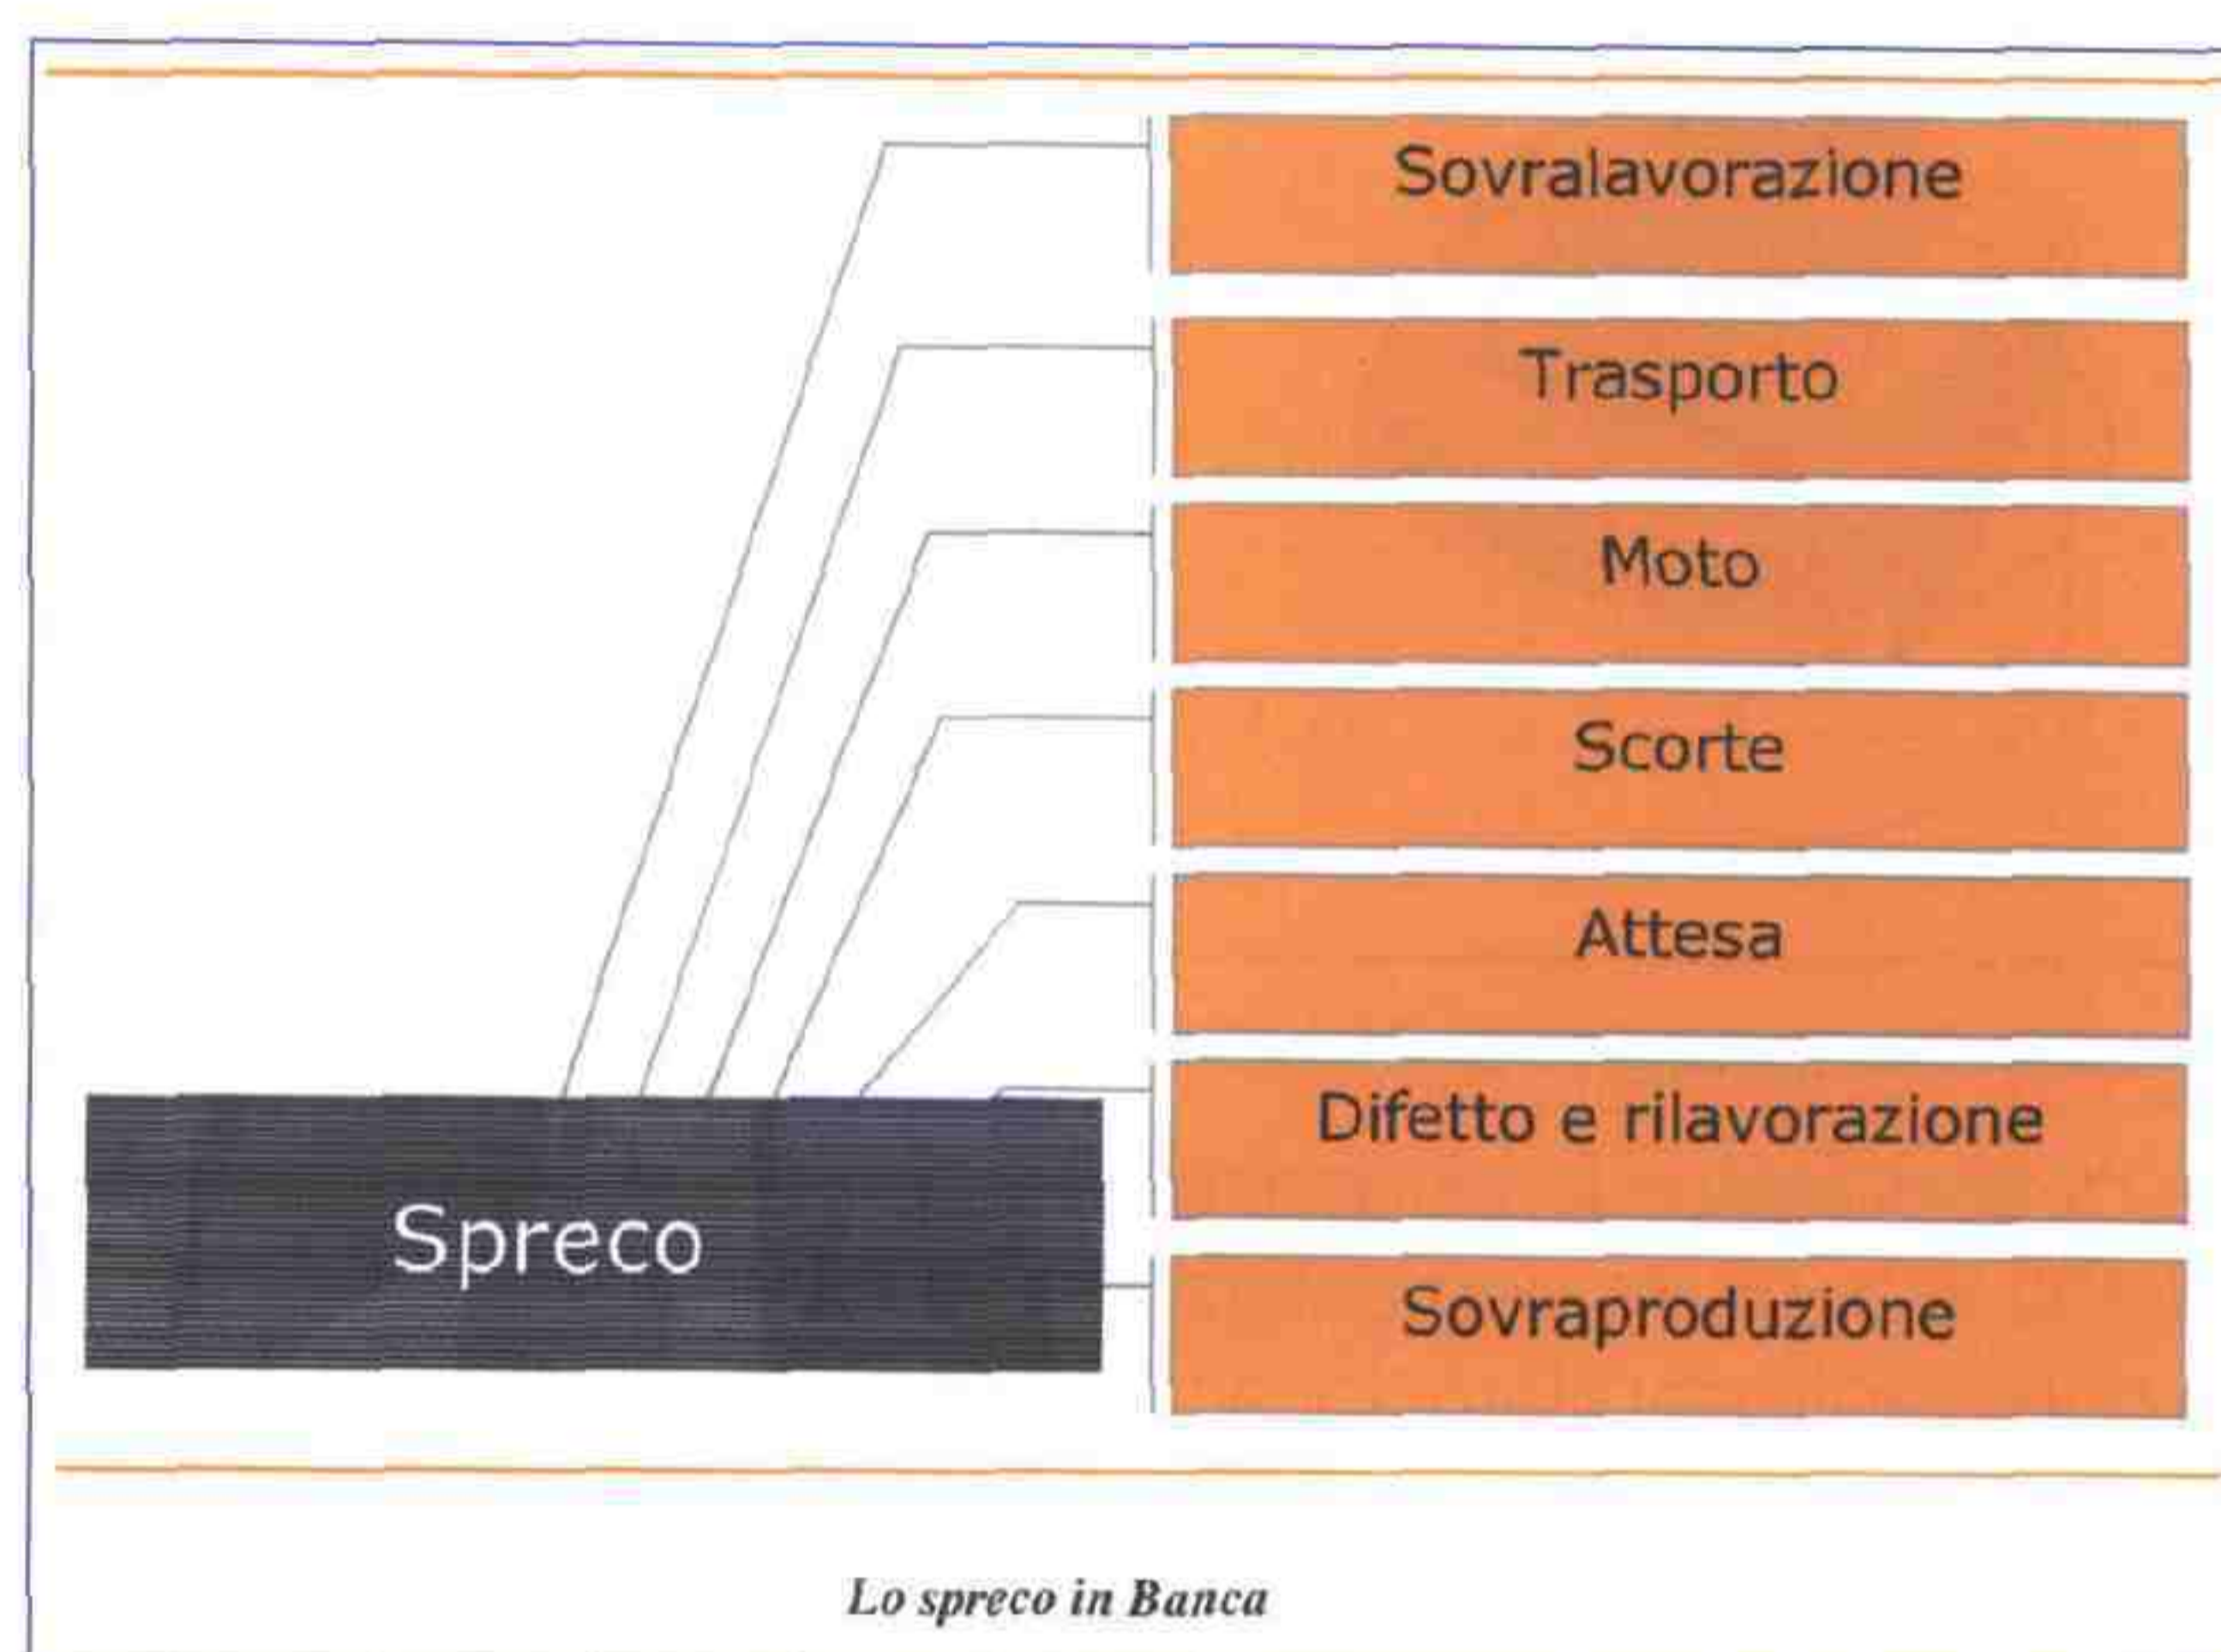 Sovralavorazione
Trasporto
Moto
Scorte
Attesa
Difetto e rilavorazione
Spreco
Sovraproduzione
Lo spreco in Banca